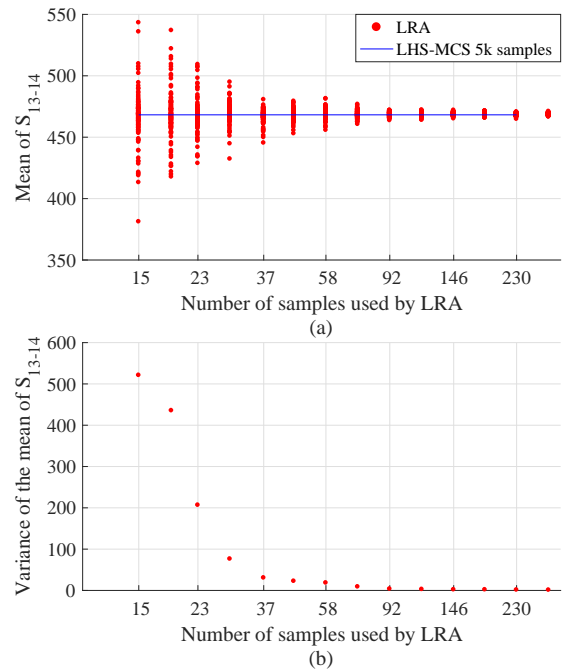 550
500
450
400
350
Mean of S13-14
LRA
LHS-MCS 5k samples
15 23 37 58 92 146 230
Number of samples used by LRA
(a)
600
500
400
300
200
100
0
Variance of the mean of S13-14
15 23 37 58 92 146 230
Number of samples used by LRA
(b)